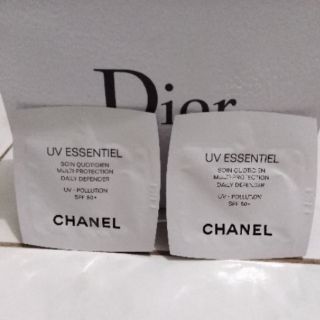 Dior
UV ESSENTIEL
SOIN QUOTIDIEN
MULTI-PROTECTION
DAILY DEFENDER
UV - POLLUTION
SPF 50+
CHANEL
UV ESSENTIEL
SOIN QUOTIDIEN
MULTI-PROTECTION
DAILY DEFENDER
UV - POLLUTION
SPF 50+
CHANEL